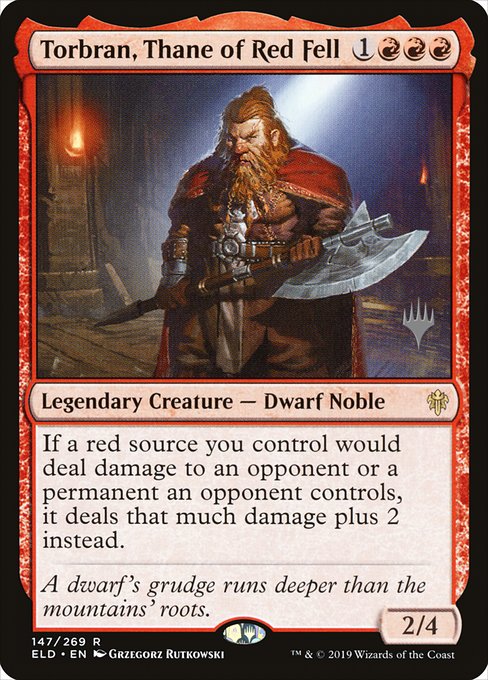 Torbran, Thane of Red Fell 1
Legendary Creature — Dwarf Noble
If a red source you control would
deal damage to an opponent or a
permanent an opponent controls,
it deals that much damage plus 2
instead.
A dwarf's grudge runs deeper than the
mountains' roots.
2/4
147/269 R
ELD • EN Grzegorz Rutkowski ™ & © 2019 Wizards of the Coast